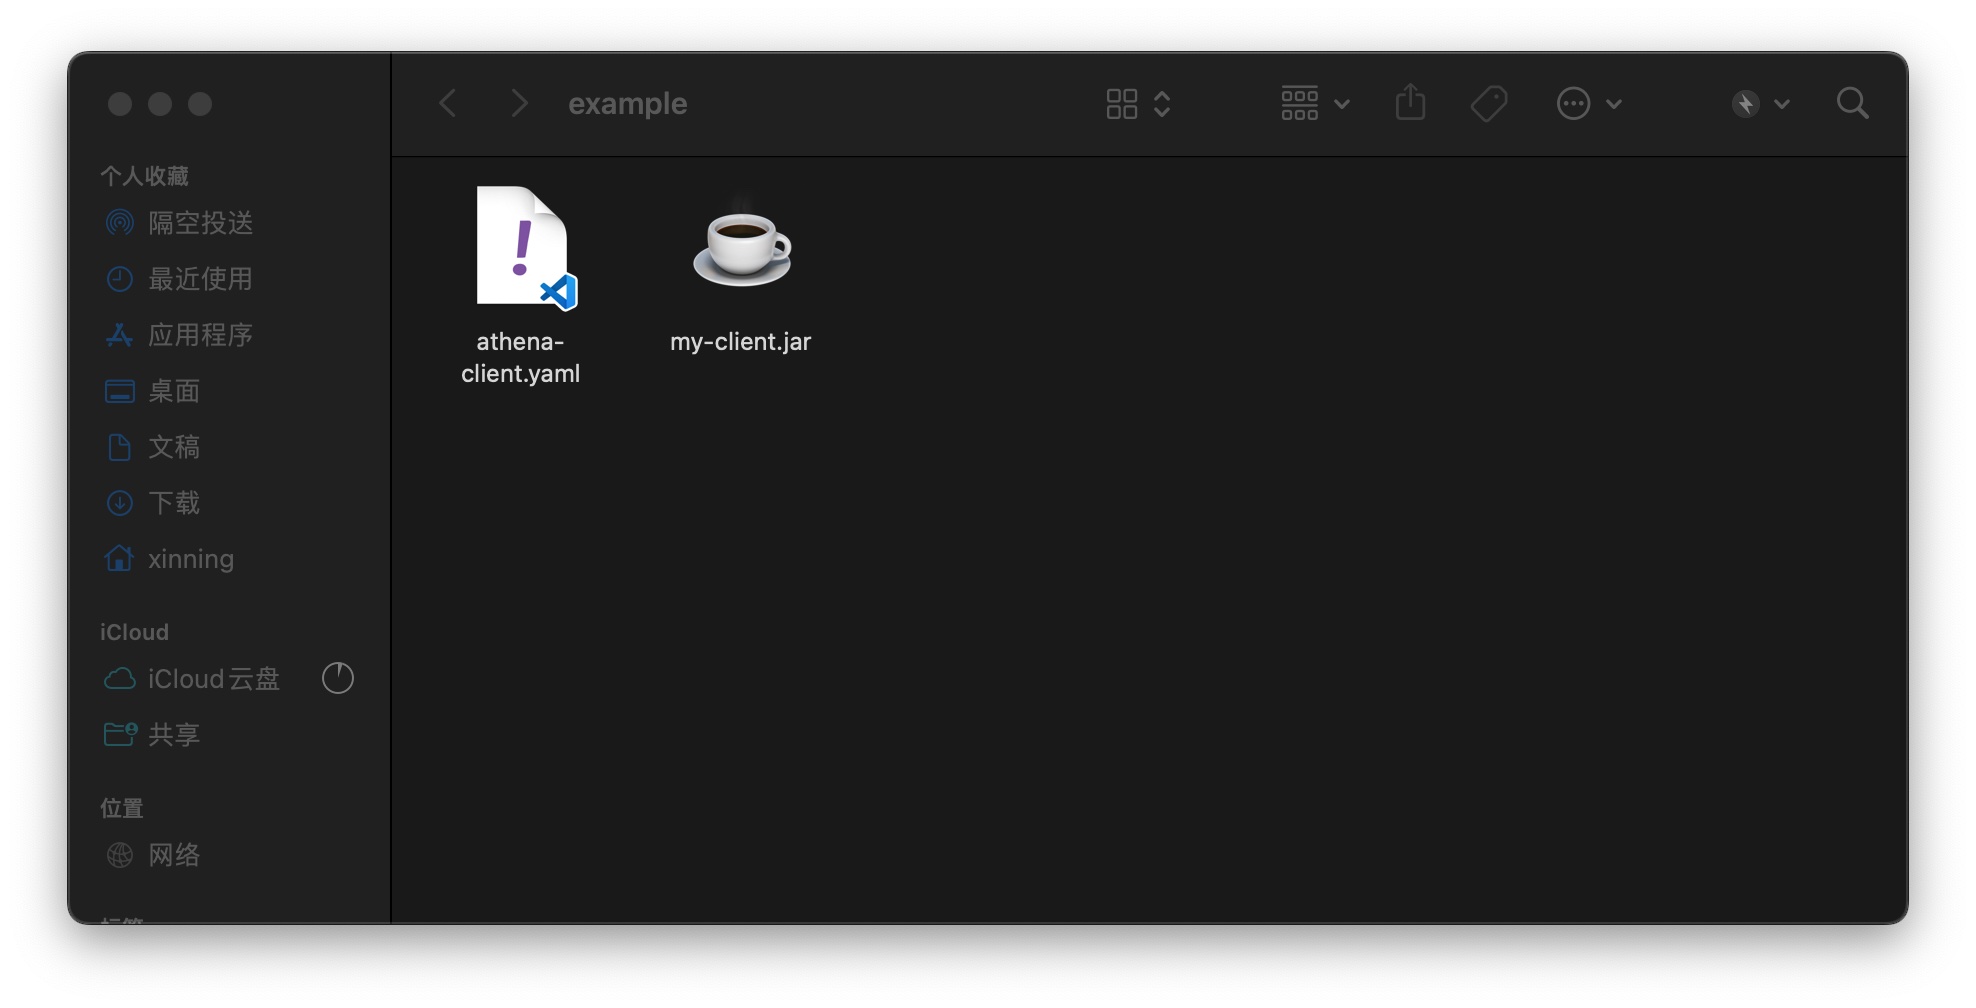 example
个人收藏
隔空投送
最近使用
应用程序
桌面
文稿
下载
xinning
iCloud
iCloud云盘
共享
位置
网络
athena-
client.yaml
my-client.jar